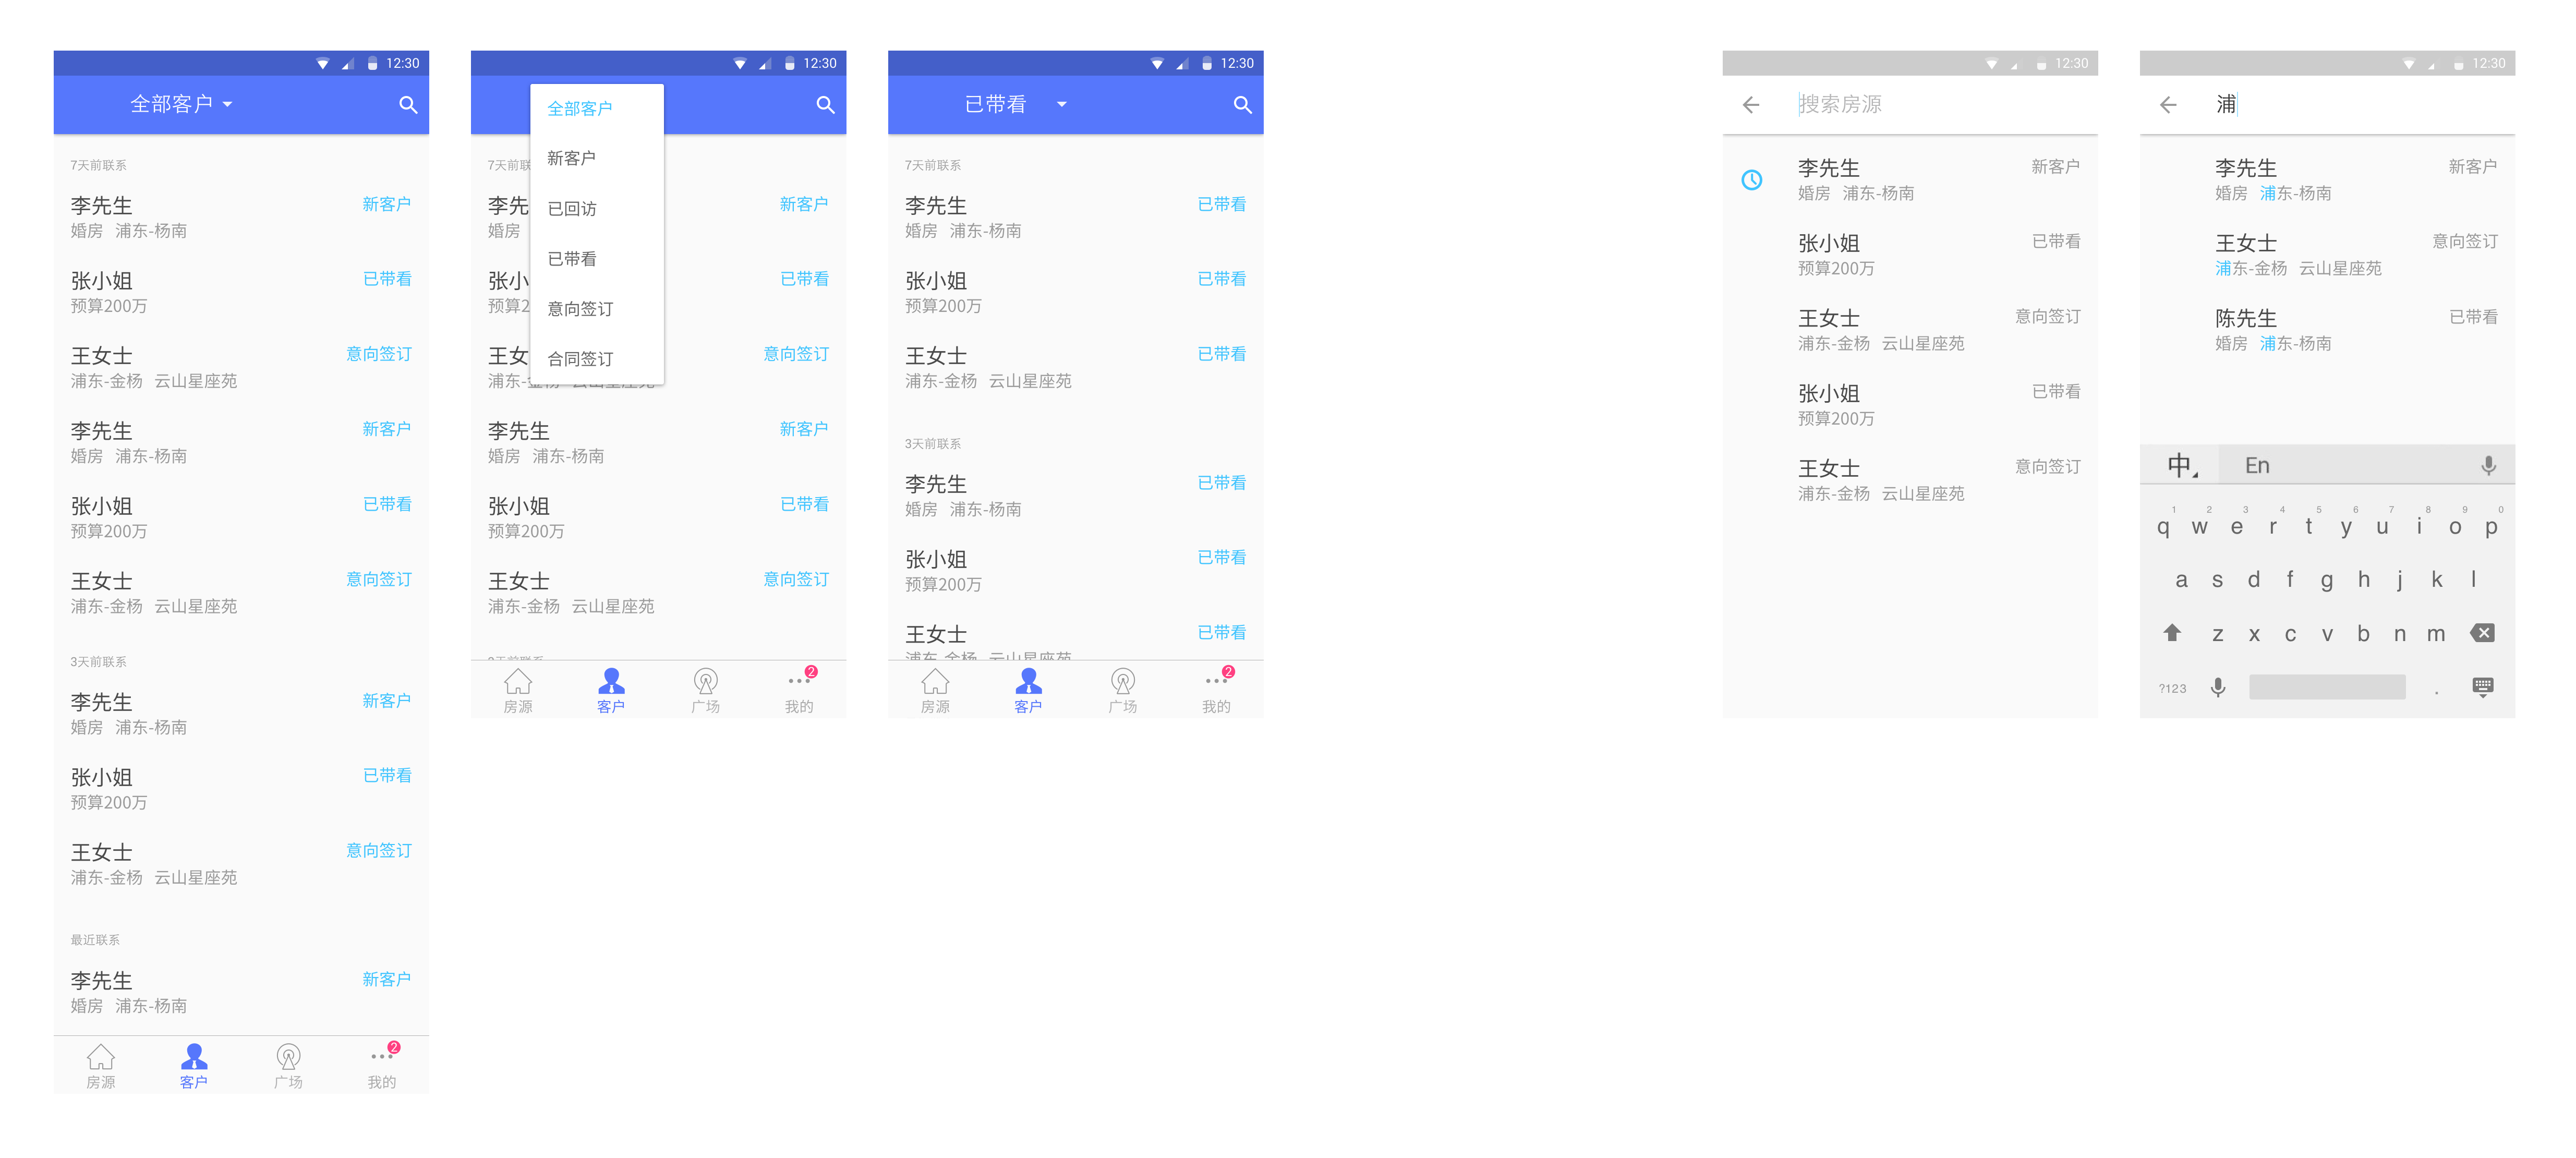 12:30
全部客户
7天前联系
李先生 新客户
婚房 浦东-杨南
张小姐 已带看
预算200万
王女士 意向签订
浦东-金杨 云山星座苑
李先生 新客户
婚房 浦东-杨南
张小姐 已带看
预算200万
王女士 意向签订
浦东-金杨 云山星座苑
3天前联系
李先生 新客户
婚房 浦东-杨南
张小姐 已带看
预算200万
王女士 意向签订
浦东-金杨 云山星座苑
最近联系
李先生 新客户
婚房 浦东-杨南
2
房源 客户 广场 我的
12:30
全部客户
新客户
已回访
已带看
意向签订
合同签订
7天前联
李先 新客户
婚房
张小 已带看
预算2
王女 意向签订
浦东-金杨 云山星座苑
李先生 新客户
婚房 浦东-杨南
张小姐 已带看
预算200万
王女士 意向签订
浦东-金杨 云山星座苑
3天前联系
2
房源 客户 广场 我的
12:30
已带看
7天前联系
李先生 已带看
婚房 浦东-杨南
张小姐 已带看
预算200万
王女士 已带看
浦东-金杨 云山星座苑
3天前联系
李先生 已带看
婚房 浦东-杨南
张小姐 已带看
预算200万
王女士 已带看
浦东-金杨 云山星座苑
2
房源 客户 广场 我的
12:30
搜索房源
李先生 新客户
婚房 浦东-杨南
张小姐 已带看
预算200万
王女士 意向签订
浦东-金杨 云山星座苑
张小姐 已带看
预算200万
王女士 意向签订
浦东-金杨 云山星座苑
12:30
浦
李先生 新客户
婚房 浦东-杨南
王女士 意向签订
浦东-金杨 云山星座苑
陈先生 已带看
婚房 浦东-杨南
中 En
1 2 3 4 5 6 7 8 9 0
q w e r t y u i o p
a s d f g h j k l
z x c v b n m
?123 .